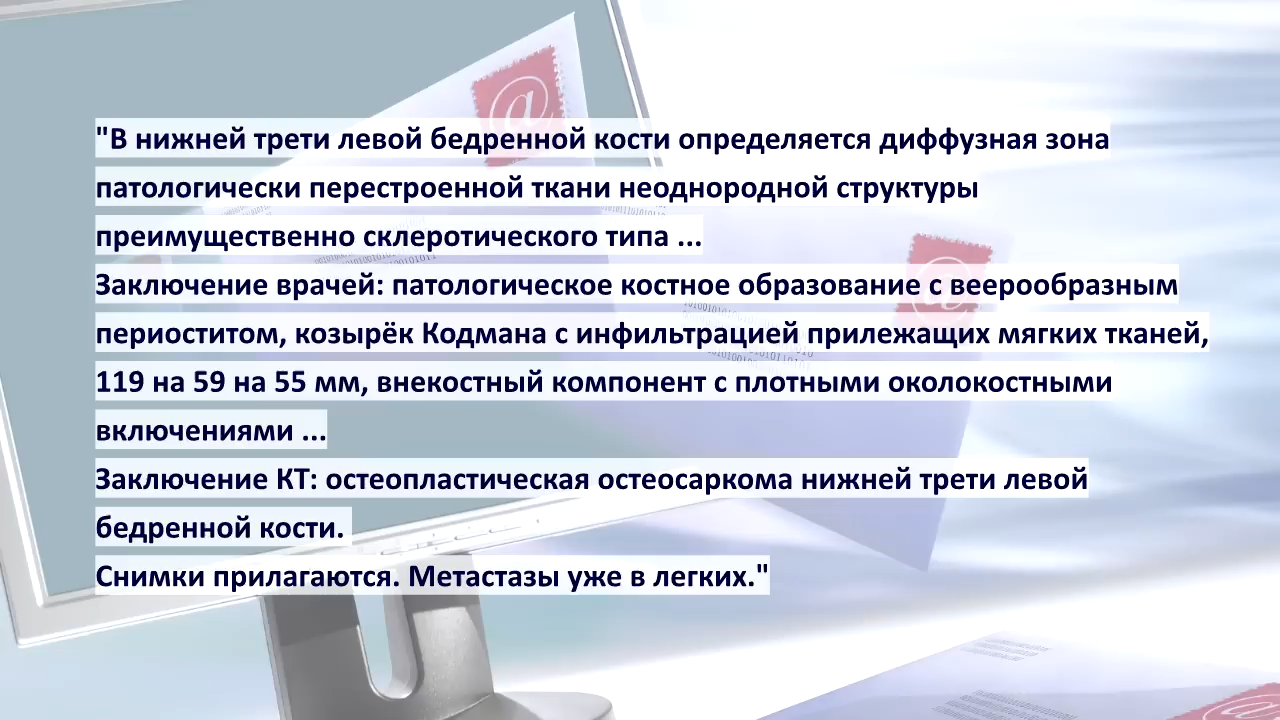 "В нижней трети левой бедренной кости определяется диффузная зона
патологически перестроенной ткани неоднородной структуры
преимущественно склеротического типа ...
Заключение врачей: патологическое костное образование с веерообразным
периоститом, козырёк Кодмана с инфильтрацией прилежащих мягких тканей,
119 на 59 на 55 мм, внекостный компонент с плотными околокостными
включениями ...
Заключение КТ: остеопластическая остеосаркома нижней трети левой
бедренной кости.
Снимки прилагаются. Метастазы уже в легких."